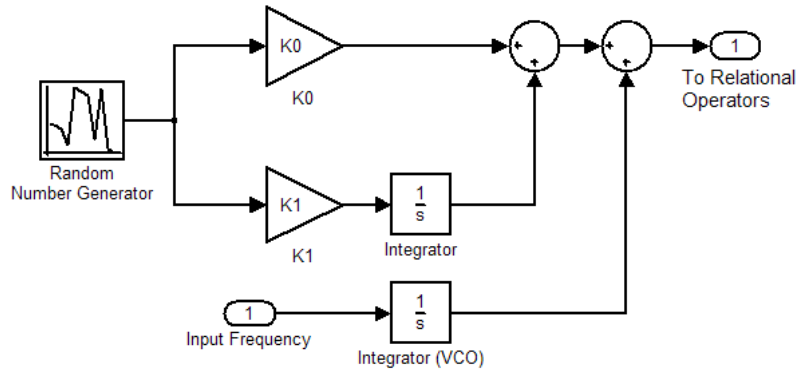 K0
K0
+
+
+
+
1
To Relational
Operators
Random
Number Generator
K1
K1
1
s
Integrator
1
Input Frequency
1
s
Integrator (VCO)